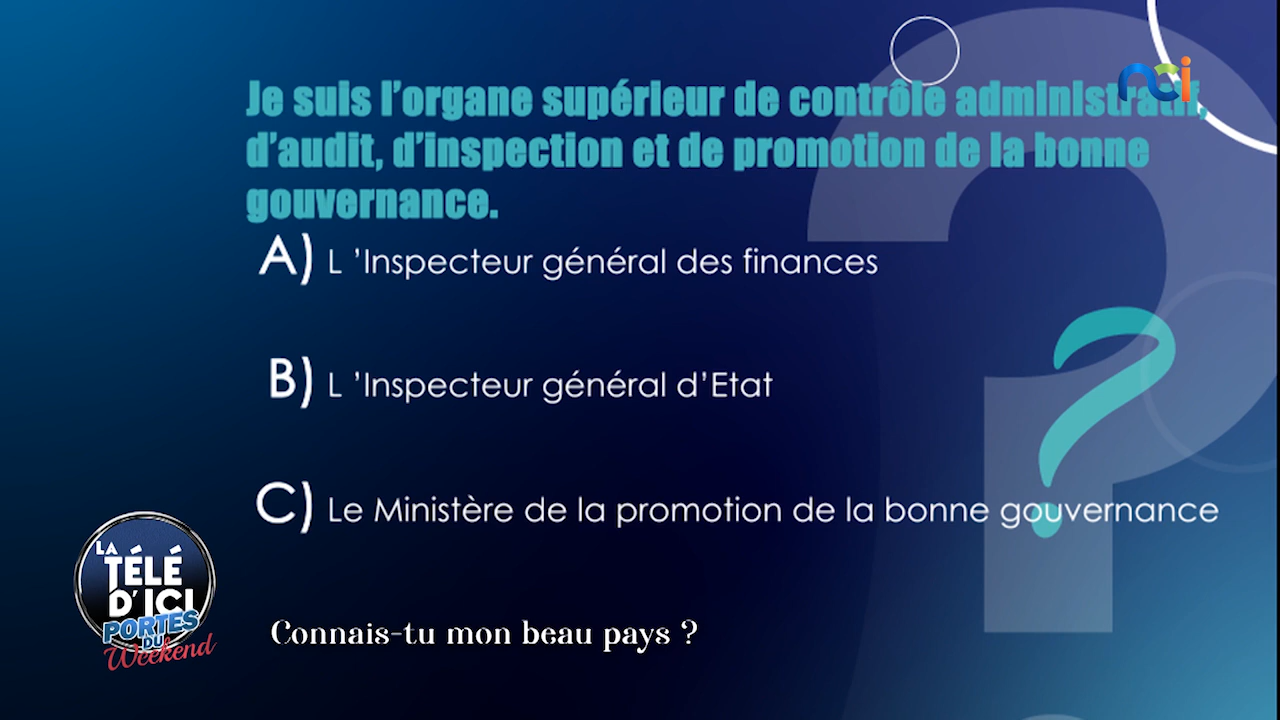 nci
Je suis l’organe supérieur de contrôle administratif,
d’audit, d’inspection et de promotion de la bonne
gouvernance.
A) L ’Inspecteur général des finances
B) L ’Inspecteur général d’Etat
C) Le Ministère de la promotion de la bonne gouvernance
LA
TÉLÉ
D’ICI
PORTES
DU
Weekend
Connais-tu mon beau pays ?